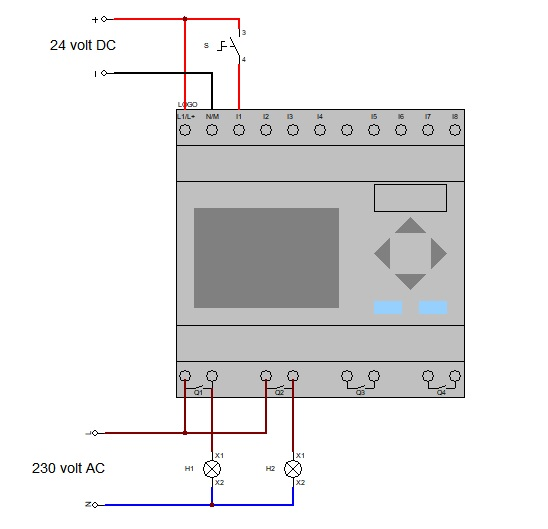 +
3
24 volt DC
S
4
LOGO
L1/L+ N/M I1 I2 I3 I4 I5 I6 I7 I8
Q1 Q2 Q3 Q4
L
X1 X1
230 volt AC H1 H2
X2 X2
N